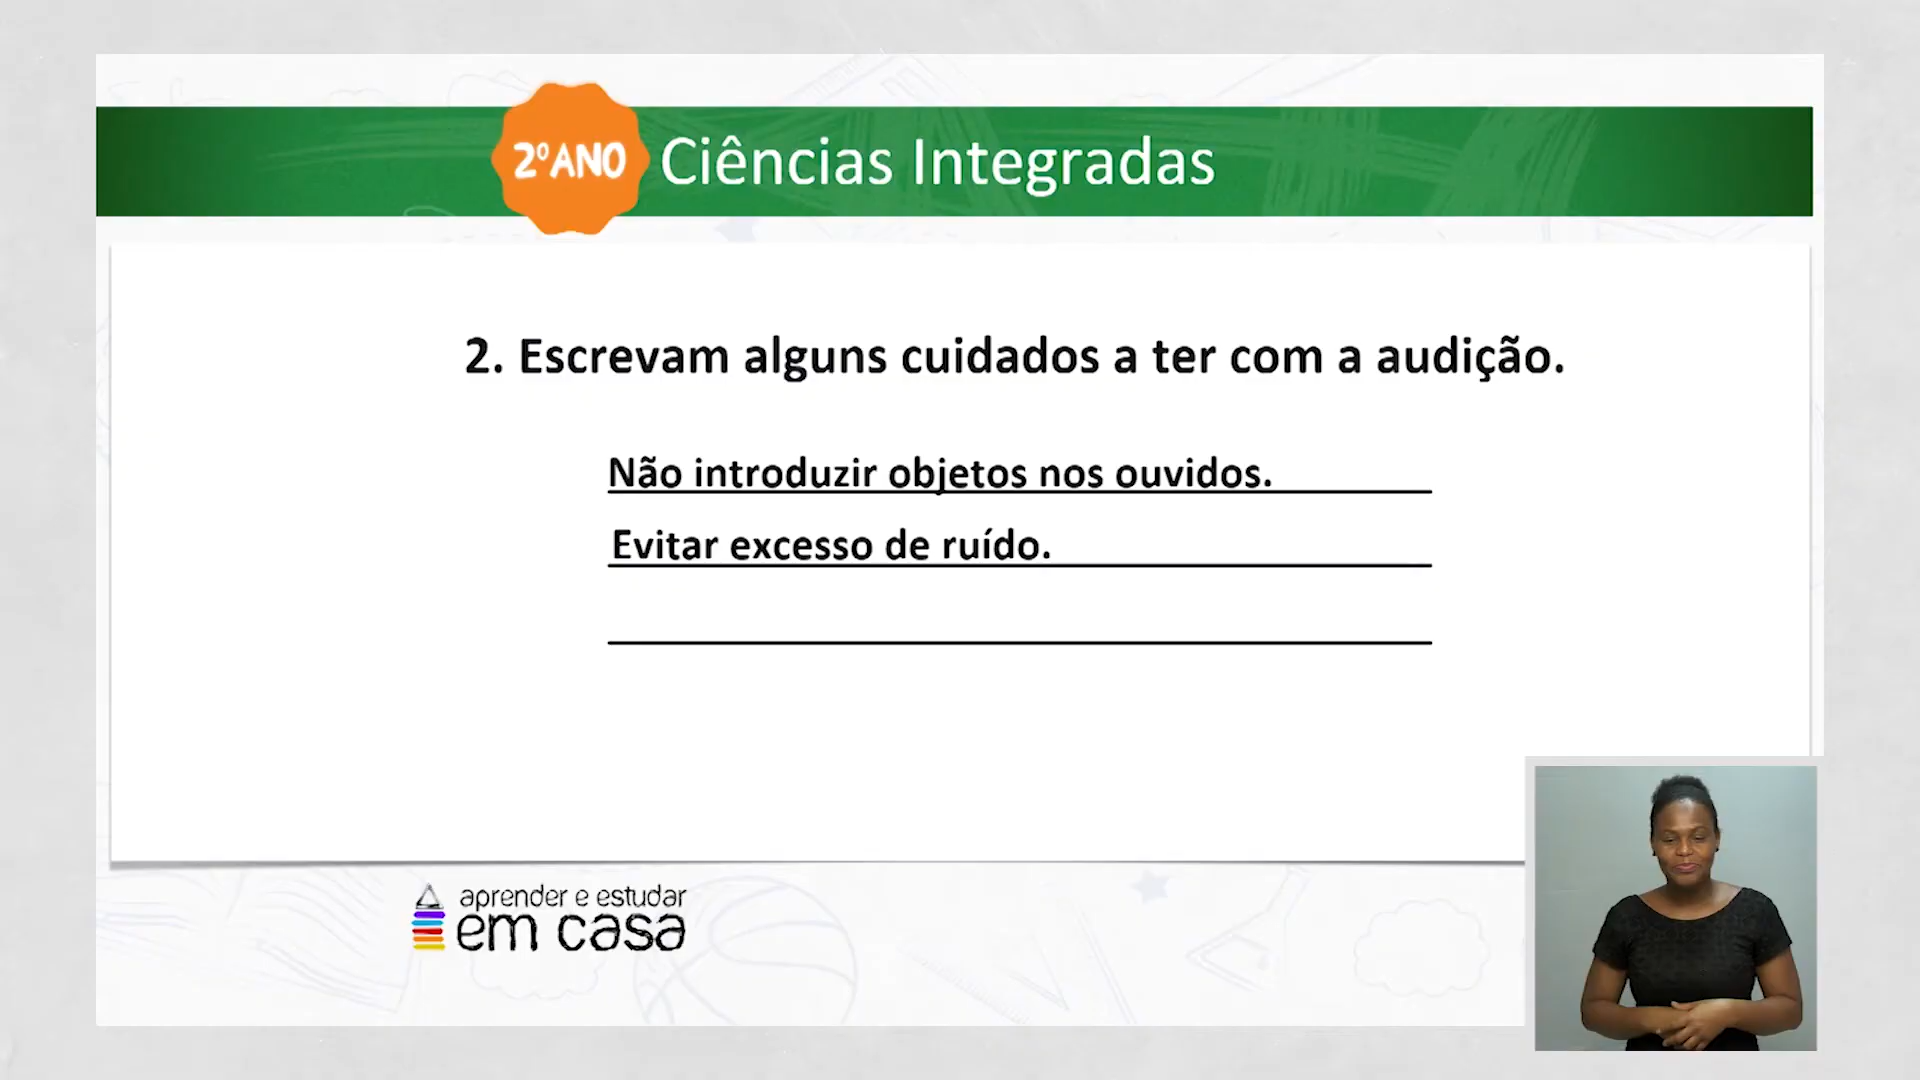 2ºANO Ciências Integradas
2. Escrevam alguns cuidados a ter com a audição.
Não introduzir objetos nos ouvidos.
Evitar excesso de ruído.
aprender e estudar
em casa